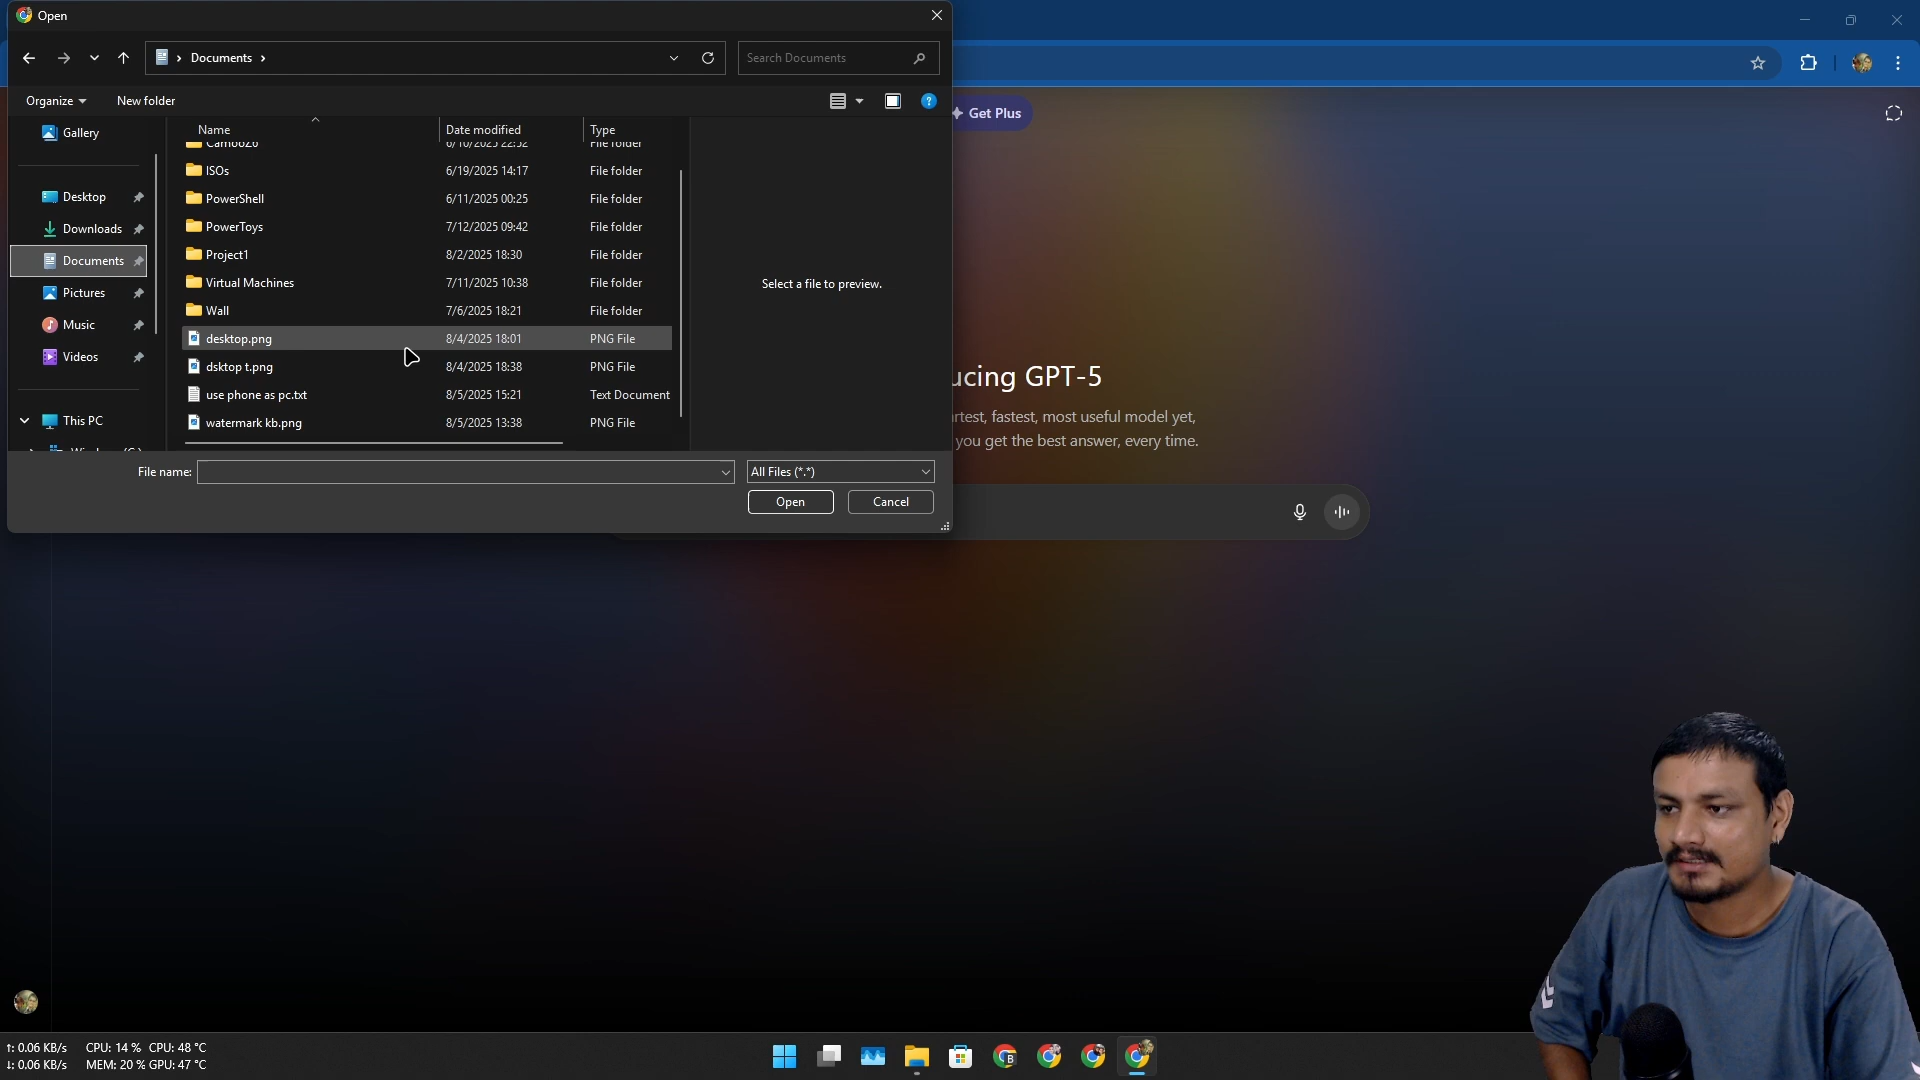 Open
Documents
Search Documents
Organize
New folder
Gallery
Desktop
Downloads
Documents
Pictures
Music
Videos
This PC
Name Date modified Type
ISOs 6/19/2025 14:17 File folder
PowerShell 6/11/2025 00:25 File folder
PowerToys 7/12/2025 09:42 File folder
Project1 8/2/2025 18:30 File folder
Virtual Machines 7/11/2025 10:38 File folder
Wall 7/6/2025 18:21 File folder
desktop.png 8/4/2025 18:01 PNG File
dsktop t.png 8/4/2025 18:38 PNG File
use phone as pc.txt 8/5/2025 15:21 Text Document
watermark kb.png 8/5/2025 13:38 PNG File
Select a file to preview.
File name:
All Files (*.*)
Open
Cancel
Get Plus
ucing GPT-5
rtest, fastest, most useful model yet,
you get the best answer, every time.
↑: 0.06 KB/s CPU: 14 % CPU: 48 °C
↓: 0.06 KB/s MEM: 20 % GPU: 47 °C